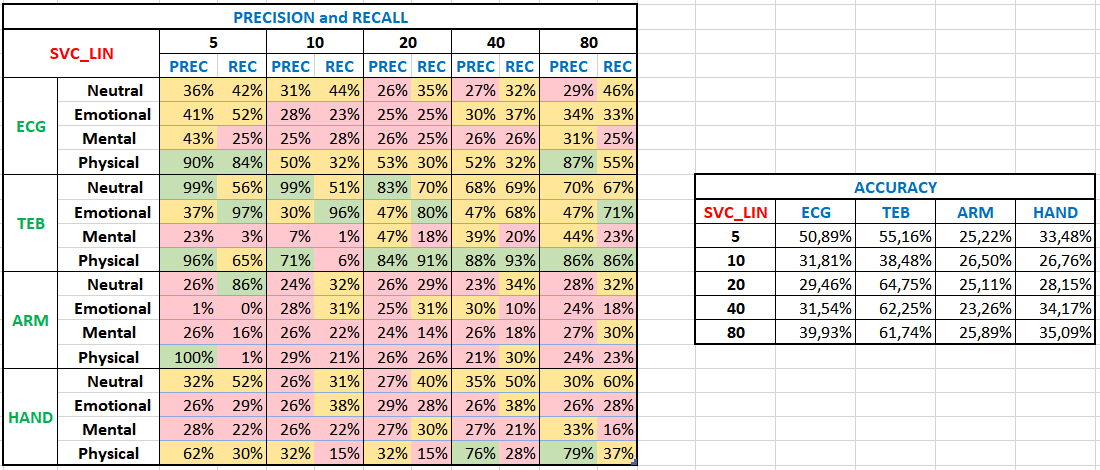 PRECISION and RECALL
SVC_LIN 5 10 20 40 80
PREC REC PREC REC PREC REC PREC REC PREC REC
ECG Neutral 36% 42% 31% 44% 26% 35% 27% 32% 29% 46%
Emotional 41% 52% 28% 23% 25% 25% 30% 37% 34% 33%
Mental 43% 25% 25% 28% 26% 25% 26% 26% 31% 25%
Physical 90% 84% 50% 32% 53% 30% 52% 32% 87% 55%
TEB Neutral 99% 56% 99% 51% 83% 70% 68% 69% 70% 67%
Emotional 37% 97% 30% 96% 47% 80% 47% 68% 47% 71%
Mental 23% 3% 7% 1% 47% 18% 39% 20% 44% 23%
Physical 96% 65% 71% 6% 84% 91% 88% 93% 86% 86%
ARM Neutral 26% 86% 24% 32% 26% 29% 23% 34% 28% 32%
Emotional 1% 0% 28% 31% 25% 31% 30% 10% 24% 18%
Mental 26% 16% 26% 22% 24% 14% 26% 18% 27% 30%
Physical 100% 1% 29% 21% 26% 26% 21% 30% 24% 23%
HAND Neutral 32% 52% 26% 31% 27% 40% 35% 50% 30% 60%
Emotional 26% 29% 26% 38% 29% 28% 26% 38% 26% 28%
Mental 28% 22% 26% 22% 27% 30% 27% 21% 33% 16%
Physical 62% 30% 32% 15% 32% 15% 76% 28% 79% 37%
ACCURACY
SVC_LIN ECG TEB ARM HAND
5 50,89% 55,16% 25,22% 33,48%
10 31,81% 38,48% 26,50% 26,76%
20 29,46% 64,75% 25,11% 28,15%
40 31,54% 62,25% 23,26% 34,17%
80 39,93% 61,74% 25,89% 35,09%